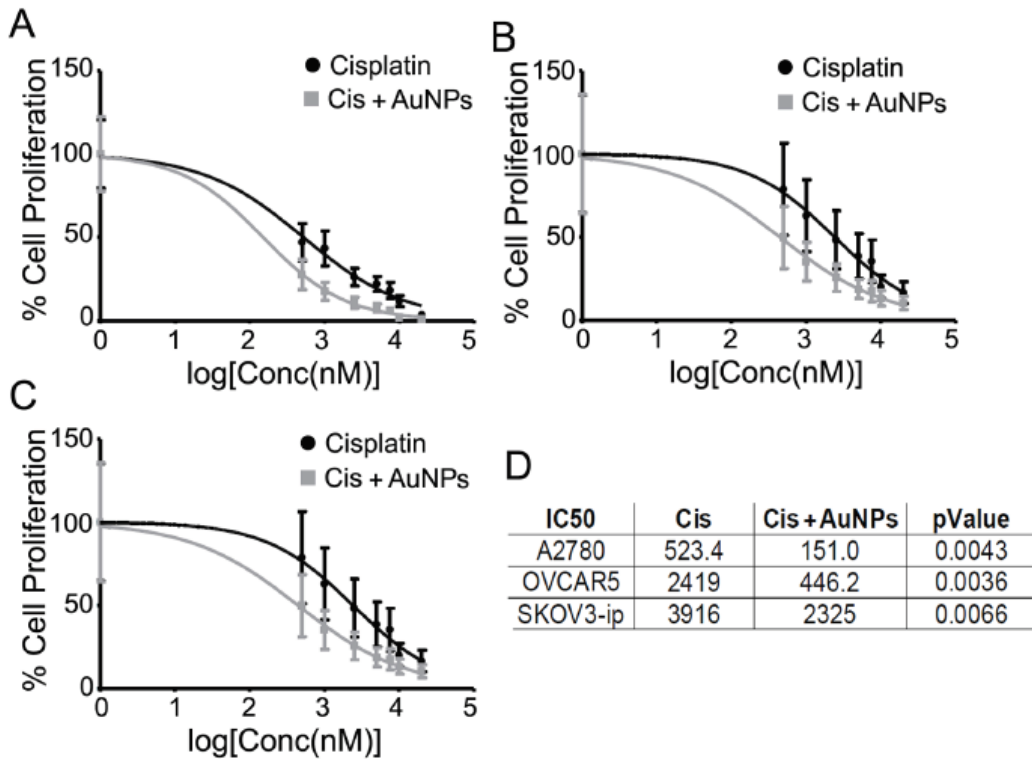 A
150
100
50
0
% Cell Proliferation
Cisplatin
Cis + AuNPs
0 1 2 3 4 5
log[Conc(nM)]
B
150
100
50
0
% Cell Proliferation
Cisplatin
Cis + AuNPs
0 1 2 3 4 5
log[Conc(nM)]
C
150
100
50
0
% Cell Proliferation
Cisplatin
Cis + AuNPs
0 1 2 3 4 5
log[Conc(nM)]
D
IC50 Cis Cis + AuNPs pValue
A2780 523.4 151.0 0.0043
OVCAR5 2419 446.2 0.0036
SKOV3-ip 3916 2325 0.0066